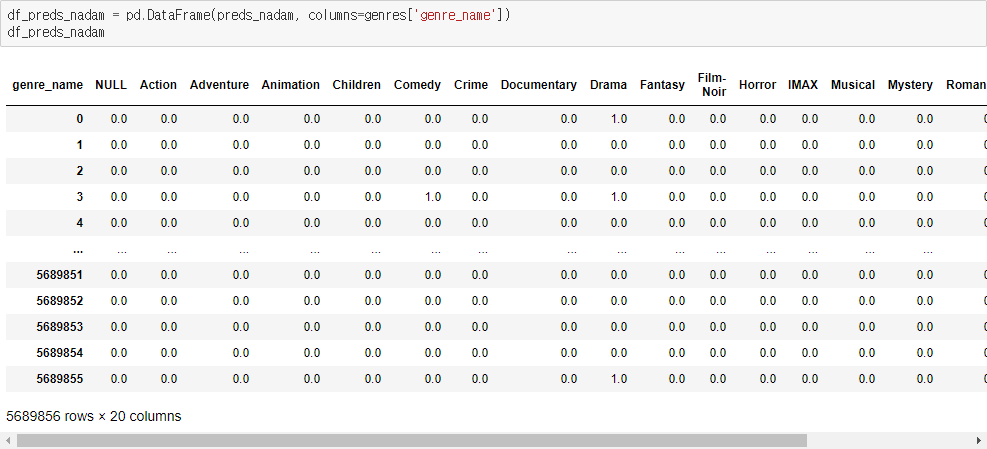 df_preds_nadam = pd.DataFrame(preds_nadam, columns=genres['genre_name'])
df_preds_nadam
genre_name NULL Action Adventure Animation Children Comedy Crime Documentary Drama Fantasy Film-Noir Horror IMAX Musical Mystery Roman
0 0.0 0.0 0.0 0.0 0.0 0.0 0.0 0.0 1.0 0.0 0.0 0.0 0.0 0.0 0.0 0
1 0.0 0.0 0.0 0.0 0.0 0.0 0.0 0.0 0.0 0.0 0.0 0.0 0.0 0.0 0.0 0
2 0.0 0.0 0.0 0.0 0.0 0.0 0.0 0.0 0.0 0.0 0.0 0.0 0.0 0.0 0.0 0
3 0.0 0.0 0.0 0.0 0.0 1.0 0.0 0.0 1.0 0.0 0.0 0.0 0.0 0.0 0.0 0
4 0.0 0.0 0.0 0.0 0.0 0.0 0.0 0.0 0.0 0.0 0.0 0.0 0.0 0.0 0.0 0
... ... ... ... ... ... ... ... ... ... ... ... ... ... ... ...
5689851 0.0 0.0 0.0 0.0 0.0 0.0 0.0 0.0 0.0 0.0 0.0 0.0 0.0 0.0 0.0 0
5689852 0.0 0.0 0.0 0.0 0.0 0.0 0.0 0.0 0.0 0.0 0.0 0.0 0.0 0.0 0.0 0
5689853 0.0 0.0 0.0 0.0 0.0 0.0 0.0 0.0 0.0 0.0 0.0 0.0 0.0 0.0 0.0 0
5689854 0.0 0.0 0.0 0.0 0.0 0.0 0.0 0.0 0.0 0.0 0.0 0.0 0.0 0.0 0.0 0
5689855 0.0 0.0 0.0 0.0 0.0 0.0 0.0 0.0 1.0 0.0 0.0 0.0 0.0 0.0 0.0 0
5689856 rows × 20 columns